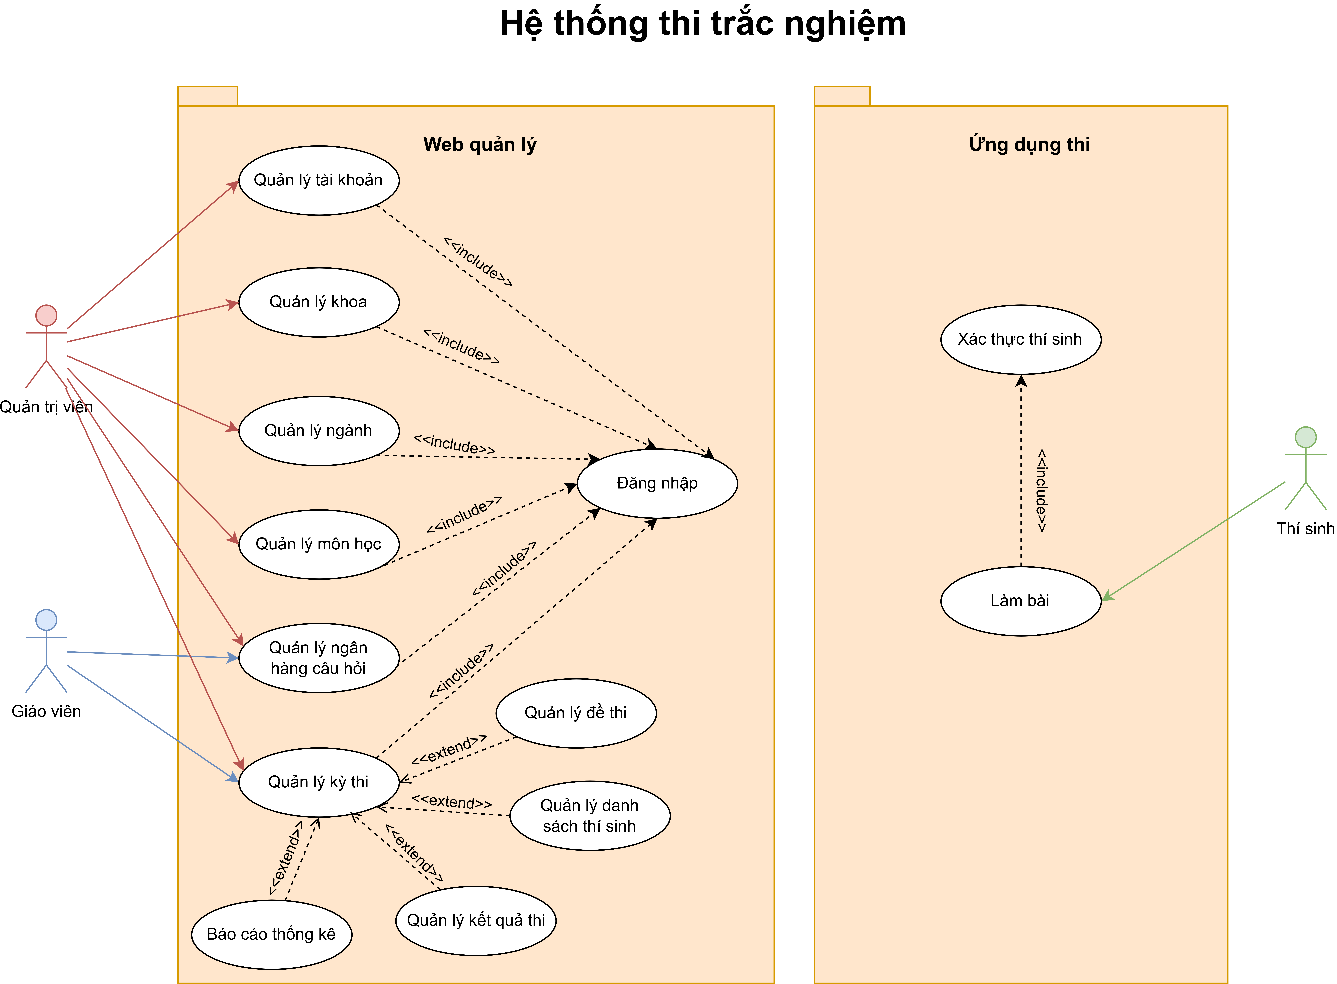 Hệ thống thi trắc nghiệm
Web quản lý
Ứng dụng thi
Quản lý tài khoản
<<include>>
Quản lý khoa
<<include>>
Xác thực thí sinh
Quản trị viên
Quản lý ngành
<<include>>
Đăng nhập
<<include>>
<<include>>
Thí sinh
Quản lý môn học
<<include>>
Làm bài
Quản lý ngân
hàng câu hỏi
<<include>>
Giáo viên
Quản lý đề thi
<<extend>>
Quản lý kỳ thi
<<extend>>
Quản lý danh
sách thí sinh
<<extend>>
<<extend>>
Báo cáo thống kê
Quản lý kết quả thi